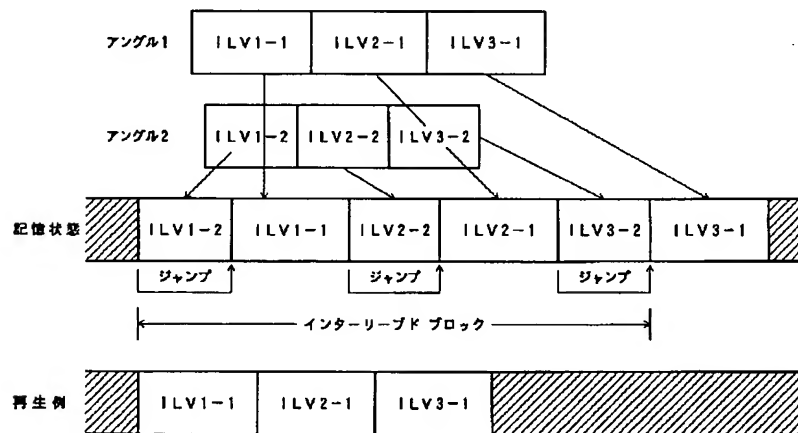 アングル1 ILV1-1 ILV2-1 ILV3-1
アングル2 ILV1-2 ILV2-2 ILV3-2
記憶状態 ILV1-2 ILV1-1 ILV2-2 ILV2-1 ILV3-2 ILV3-1
ジャンプ ジャンプ ジャンプ
インターリーブド ブロック
再生例 ILV1-1 ILV2-1 ILV3-1